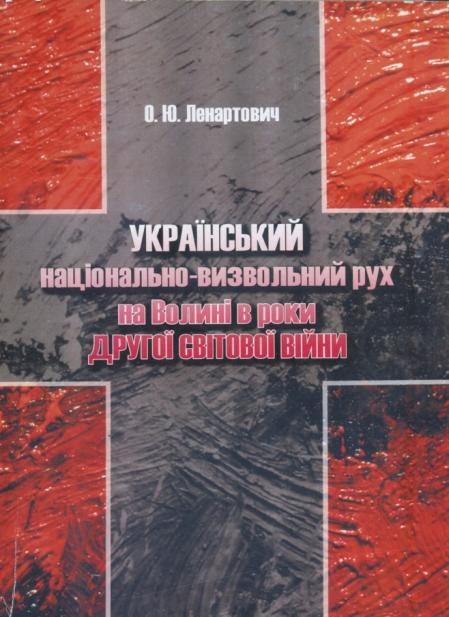 О. Ю. Ленартович
УКРАЇНСЬКИЙ
національно-визвольний рух
на Волині в роки
ДРУГОЇ СВІТОВОЇ ВІЙНИ